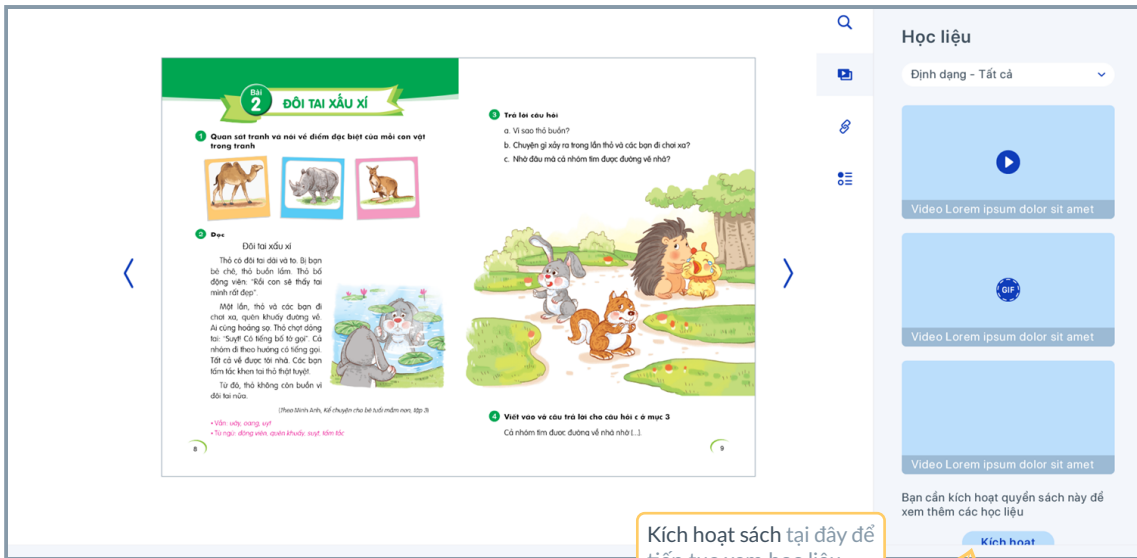 Bài
2
ĐÔI TAI XẤU XÍ
1 Quan sát tranh và nói về điểm đặc biệt của mỗi con vật
trong tranh
2 Đọc
Đôi tai xấu xí
Thỏ có đôi tai dài và to. Bị bạn
bè chê, thỏ buồn lắm. Thỏ bố
động viên: “Rồi con sẽ thấy tai
mình rất đẹp”.
Một lần, thỏ và các bạn đi
chơi xa, quên khuấy đường về.
Ai cũng hoảng sợ. Thỏ chợt dỏng
tai: “Suỵt! Có tiếng bố tớ gọi”. Cả
nhóm đi theo hướng có tiếng gọi.
Tất cả về được tới nhà. Các bạn
tấm tắc khen tai thỏ thật tuyệt.
Từ đó, thỏ không còn buồn vì
đôi tai nữa.
(Theo Minh Anh, Kể chuyện cho bé tuổi mầm non, tập 3)
• Vần: uây, oang, uyt.
• Từ ngữ: động viên, quên khuấy, suỵt, tấm tắc.
8
3 Trả lời câu hỏi
a. Vì sao thỏ buồn?
b. Chuyện gì xảy ra trong lần thỏ và các bạn đi chơi xa?
c. Nhờ đâu mà cả nhóm tìm được đường về nhà?
4 Viết vào vở câu trả lời cho câu hỏi c ở mục 3
Cả nhóm tìm được đường về nhà nhờ (...).
9
Học liệu
Định dạng - Tất cả
Video Lorem ipsum dolor sit amet
GIF
Video Lorem ipsum dolor sit amet
Video Lorem ipsum dolor sit amet
Bạn cần kích hoạt quyển sách này để
xem thêm các học liệu
Kích hoạt
Kích hoạt sách tại đây để
tiếp tục xem học liệu